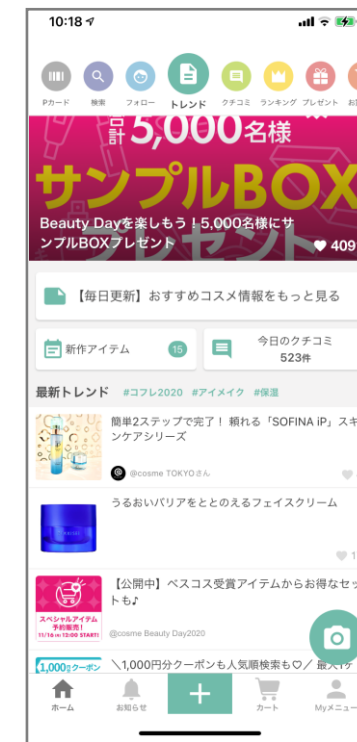 10:18
Pカード 検索 フォロー トレンド クチコミ ランキング プレゼント
合計5,000名様
サンプルBOX
プレゼント
Beauty Dayを楽しもう！5,000名様にサ
ンプルBOXプレゼント
409
【毎日更新】おすすめコスメ情報をもっと見る
新作アイテム 15
今日のクチコミ
523件
最新トレンド #コフレ2020 #アイメイク #保湿
簡単2ステップで完了！ 頼れる「SOFINA iP」スキ
ンケアシリーズ
@cosme TOKYOさん
うるおいバリアをととのえるフェイスクリーム
1
【公開中】ベスコス受賞アイテムからお得なセッ
トも♪
スペシャルアイテム
予約販売！
11/16 12:00 START!
@cosme Beauty Day2020
1,000円クーポン
＼1,000円分クーポンも人気順検索も♡／ 最大1ヶ
ホーム お知らせ カート Myメニュー